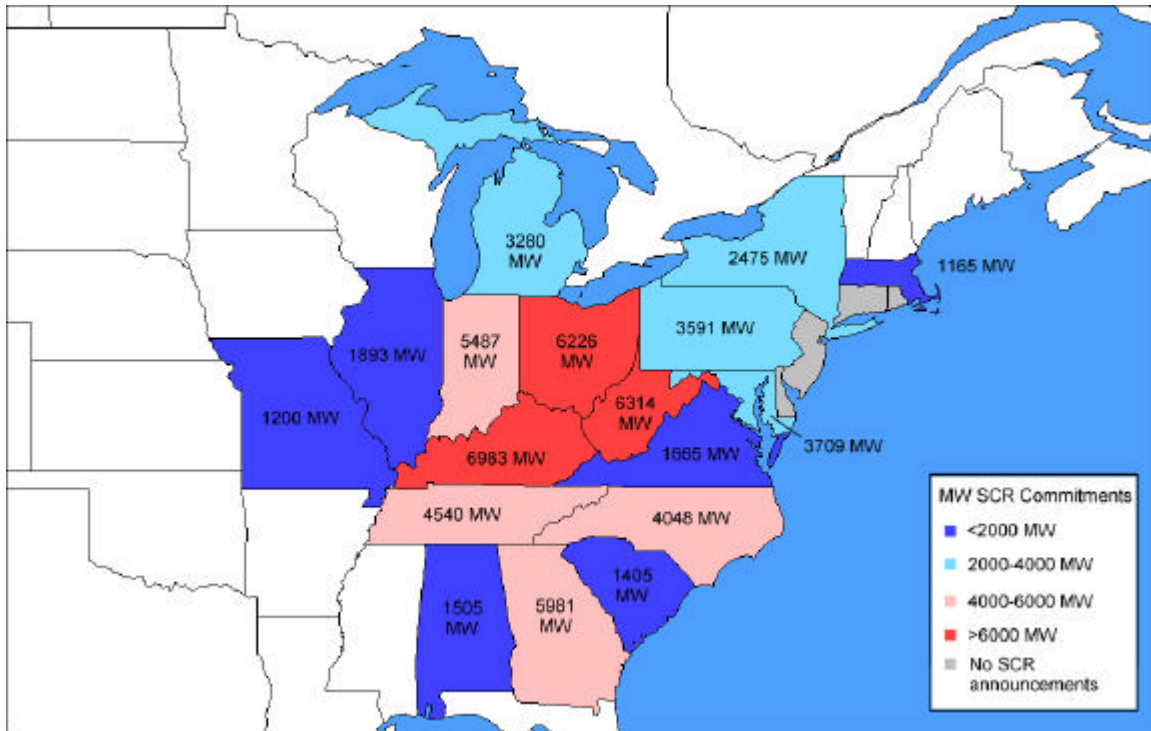 3280
MW
2475 MW
1165 MW
3591 MW
5487
MW
6226
MW
1893 MW
6314
MW
1200 MW
3709 MW
1665 MW
6983 MW
4540 MW
4048 MW
1405
MW
1505
MW
5981
MW
MW SCR Commitments
<2000 MW
2000-4000 MW
4000-6000 MW
>6000 MW
No SCR
announcements